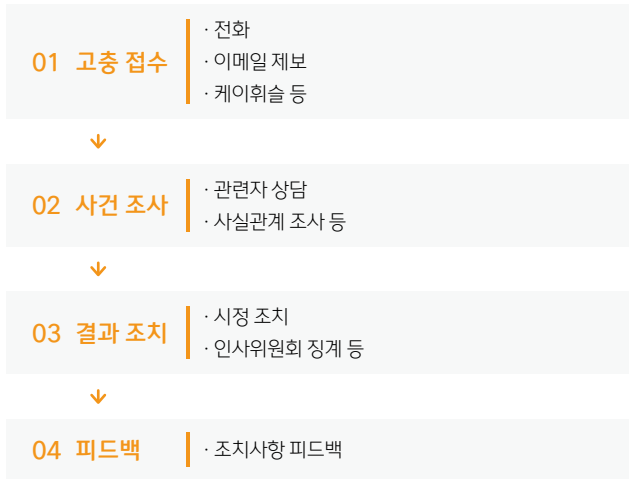 01 고충 접수
· 전화
· 이메일 제보
· 케이휘슬 등
02 사건 조사
· 관련자 상담
· 사실관계 조사 등
03 결과 조치
· 시정 조치
· 인사위원회 징계 등
04 피드백
· 조치사항 피드백